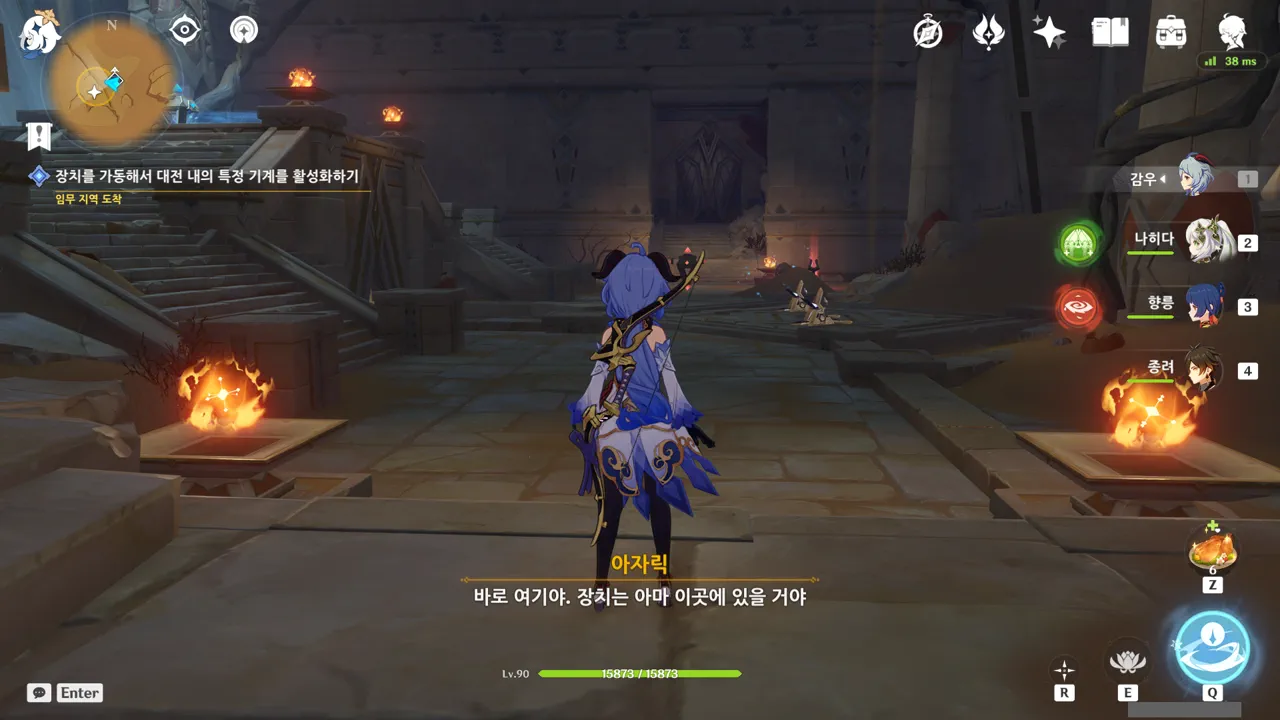 N
38 ms
장치를 가동해서 대전 내의 특정 기계를 활성화하기
임무 지역 도착
감우
1
나히다
2
향릉
3
종려
4
아자릭
바로 여기야. 장치는 아마 이곳에 있을 거야
6
Z
Lv.90
15873 / 15873
Enter
R
E
Q